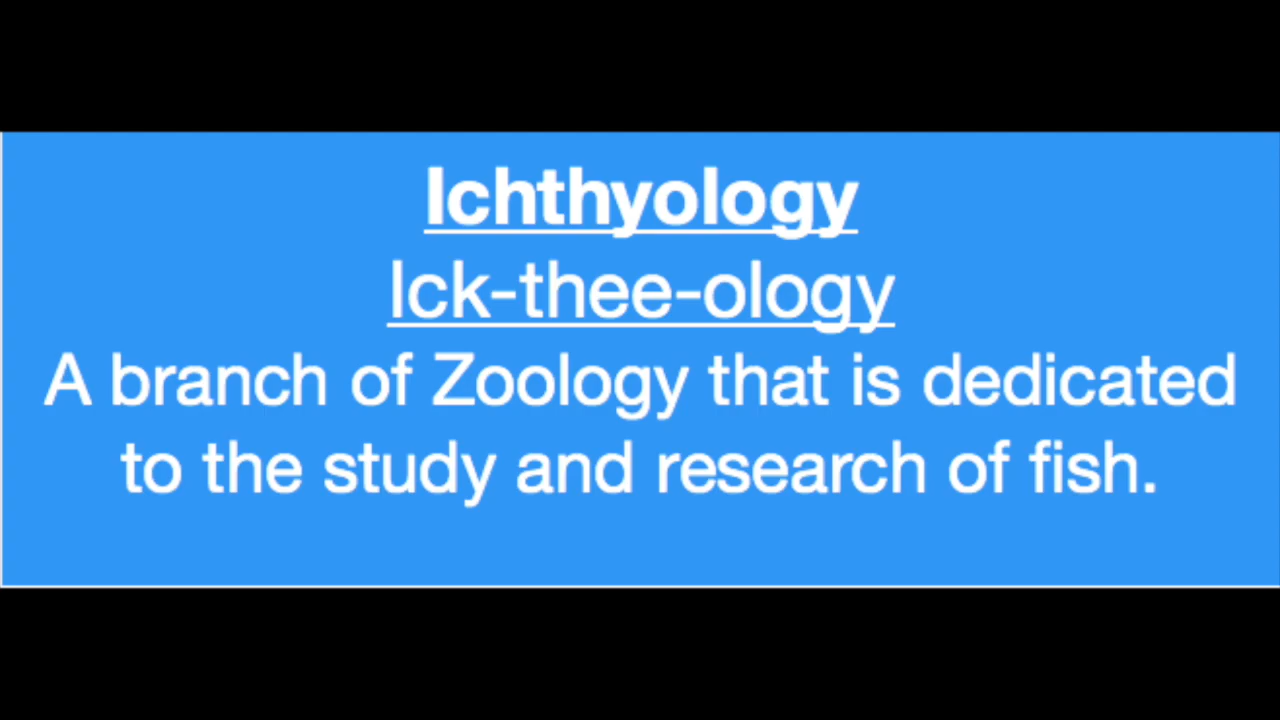 Ichthyology
Ick-thee-ology
A branch of Zoology that is dedicated
to the study and research of fish.